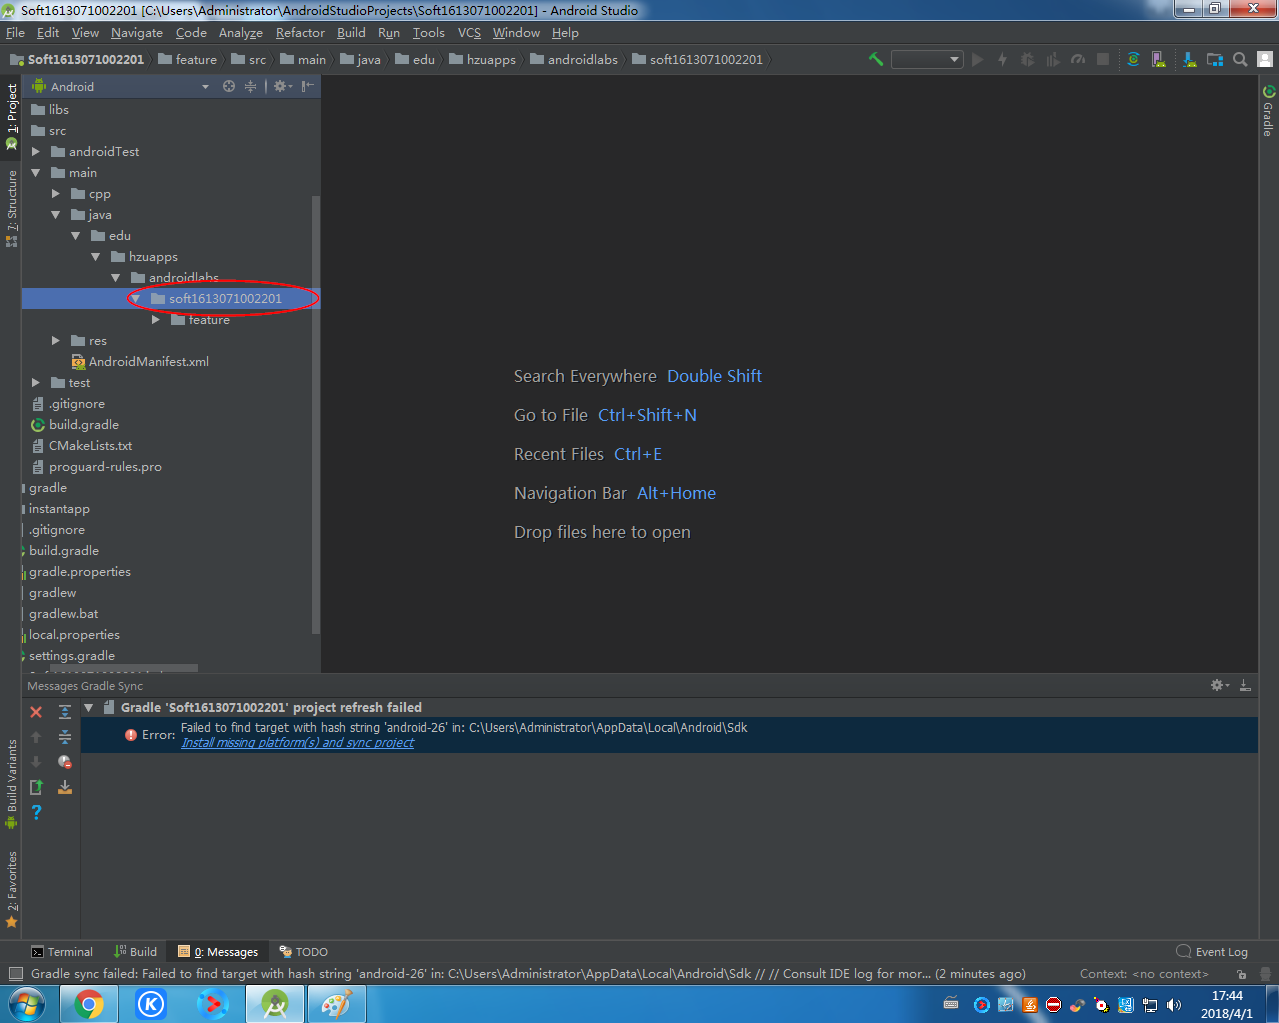 Soft1613071002201 [C:\Users\Administrator\AndroidStudioProjects\Soft1613071002201] - Android Studio
File Edit View Navigate Code Analyze Refactor Build Run Tools VCS Window Help
Soft1613071002201 feature src main java edu hzuapps androidlabs soft1613071002201
1: Project
7: Structure
Build Variants
2: Favorites
Android
libs
src
androidTest
main
cpp
java
edu
hzuapps
androidlabs
soft1613071002201
feature
res
AndroidManifest.xml
test
.gitignore
build.gradle
CMakeLists.txt
proguard-rules.pro
gradle
instantapp
.gitignore
build.gradle
gradle.properties
gradlew
gradlew.bat
local.properties
settings.gradle
Search Everywhere Double Shift
Go to File Ctrl+Shift+N
Recent Files Ctrl+E
Navigation Bar Alt+Home
Drop files here to open
Gradle
Messages Gradle Sync
Gradle 'Soft1613071002201' project refresh failed
Error: Failed to find target with hash string 'android-26' in: C:\Users\Administrator\AppData\Local\Android\Sdk
Install missing platform(s) and sync project
Terminal Build 0: Messages TODO Event Log
Gradle sync failed: Failed to find target with hash string 'android-26' in: C:\Users\Administrator\AppData\Local\Android\Sdk // // Consult IDE log for mor... (2 minutes ago) Context: <no context>
17:44
2018/4/1